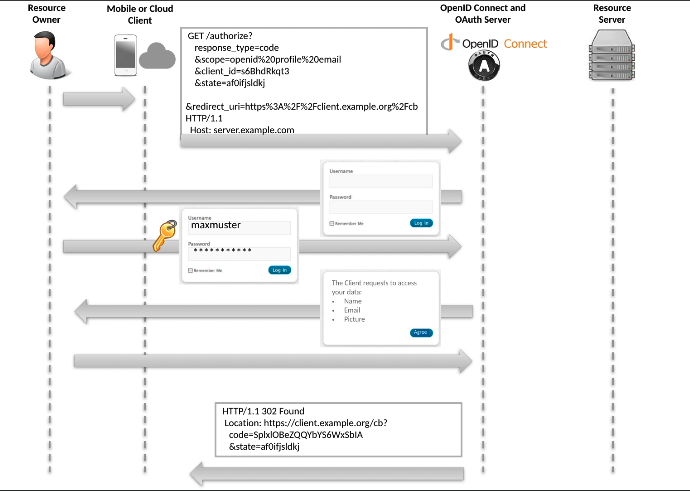 Resource
Owner
Mobile or Cloud
Client
OpenID Connect and
OAuth Server
Resource
Server
OpenID Connect
OAUTH
A
GET /authorize?
response_type=code
&scope=openid%20profile%20email
&client_id=s6BhdRkqt3
&state=af0ifjsldkj
&redirect_uri=https%3A%2F%2Fclient.example.org%2Fcb
HTTP/1.1
Host: server.example.com
Username
Password
Remember Me
Log in
Username
maxmuster
Password
***********
Remember Me
Log in
The Client requests to access
your data:
• Name
• Email
• Picture
Agree
HTTP/1.1 302 Found
Location: https://client.example.org/cb?
code=SplxlOBeZQQYbYS6WxSbIA
&state=af0ifjsldkj